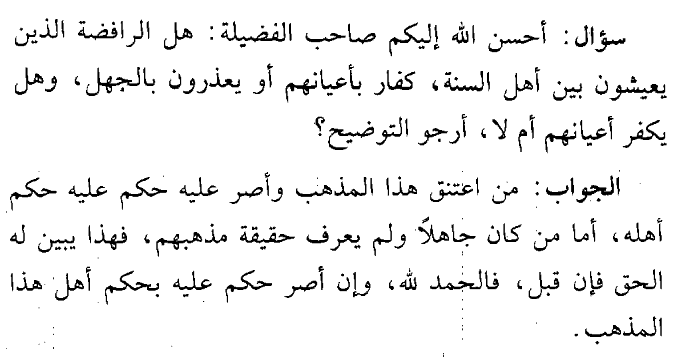 سؤال: أحسن الله إليكم صاحب الفضيلة: هل الرافضة الذين
يعيشون بين أهل السنة، كفار بأعيانهم أو يعذرون بالجهل، وهل
يكفر أعيانهم أم لا، أرجو التوضيح؟
الجواب: من اعتنق هذا المذهب وأصر عليه حكم عليه حكم
أهله، أما من كان جاهلاً ولم يعرف حقيقة مذهبهم، فهذا يبين له
الحق فإن قبل، فالحمد لله، وإن أصر حكم عليه بحكم أهل هذا
المذهب.